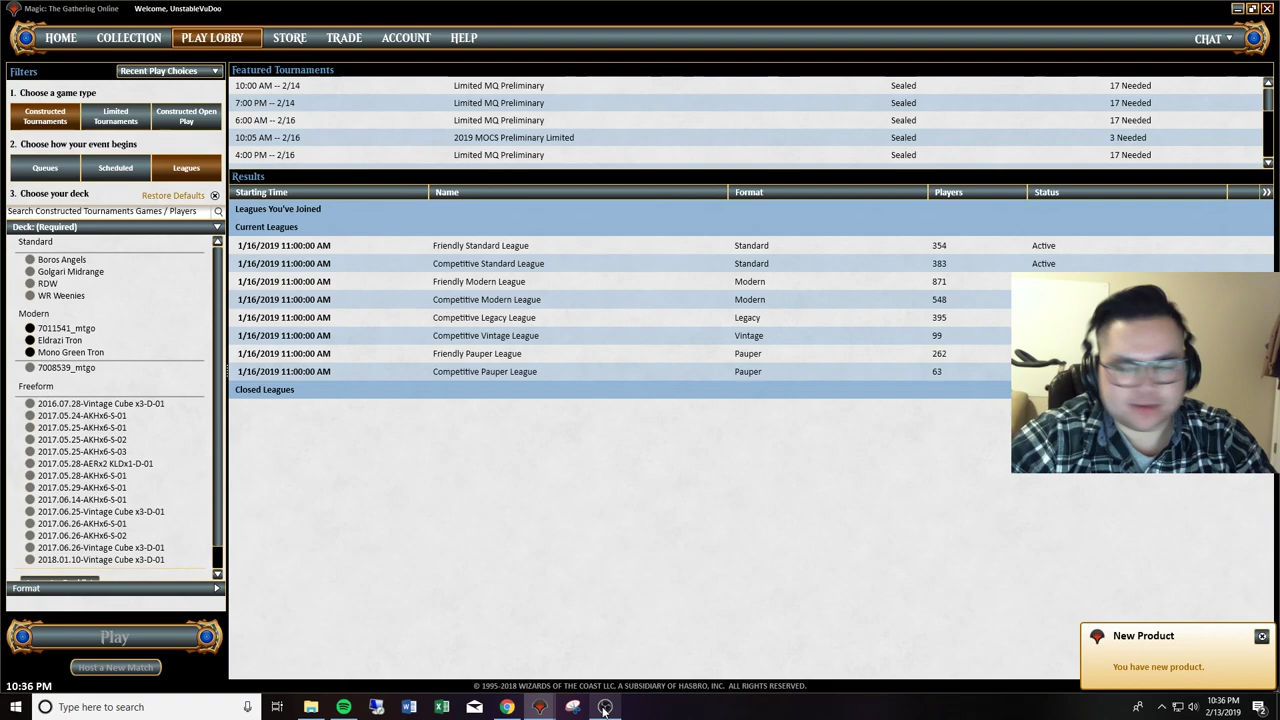 Magic: The Gathering Online Welcome, UnstableVuDoo
HOME COLLECTION PLAY LOBBY STORE TRADE ACCOUNT HELP CHAT
Filters Recent Play Choices
1. Choose a game type
Constructed Tournaments Limited Tournaments Constructed Open Play
2. Choose how your event begins
Queues Scheduled Leagues
3. Choose your deck Restore Defaults
Search Constructed Tournaments Games / Players
Deck: (Required)
Standard
Boros Angels
Golgari Midrange
RDW
WR Weenies
Modern
7011541_mtgo
Eldrazi Tron
Mono Green Tron
7008539_mtgo
Freeform
2016.07.28-Vintage Cube x3-D-01
2017.05.24-AKHx6-S-01
2017.05.25-AKHx6-S-01
2017.05.25-AKHx6-S-02
2017.05.25-AKHx6-S-03
2017.05.28-AERx2 KLDx1-D-01
2017.05.28-AKHx6-S-01
2017.05.29-AKHx6-S-01
2017.06.14-AKHx6-S-01
2017.06.25-Vintage Cube x3-D-01
2017.06.26-AKHx6-S-01
2017.06.26-AKHx6-S-02
2017.06.26-Vintage Cube x3-D-01
2018.01.10-Vintage Cube x3-D-01
Format
Play
Host a New Match
10:36 PM
Featured Tournaments
10:00 AM -- 2/14 Limited MQ Preliminary Sealed 17 Needed
7:00 PM -- 2/14 Limited MQ Preliminary Sealed 17 Needed
6:00 AM -- 2/16 Limited MQ Preliminary Sealed 17 Needed
10:05 AM -- 2/16 2019 MOCS Preliminary Limited Sealed 3 Needed
4:00 PM -- 2/16 Limited MQ Preliminary Sealed 17 Needed
Results
Starting Time Name Format Players Status
Leagues You've Joined
Current Leagues
1/16/2019 11:00:00 AM Friendly Standard League Standard 354 Active
1/16/2019 11:00:00 AM Competitive Standard League Standard 383 Active
1/16/2019 11:00:00 AM Friendly Modern League Modern 871
1/16/2019 11:00:00 AM Competitive Modern League Modern 548
1/16/2019 11:00:00 AM Competitive Legacy League Legacy 395
1/16/2019 11:00:00 AM Competitive Vintage League Vintage 99
1/16/2019 11:00:00 AM Friendly Pauper League Pauper 262
1/16/2019 11:00:00 AM Competitive Pauper League Pauper 63
Closed Leagues
New Product
You have new product.
© 1995-2018 WIZARDS OF THE COAST LLC, A SUBSIDIARY OF HASBRO, INC. ALL RIGHTS RESERVED.
Type here to search
10:36 PM
2/13/2019
2